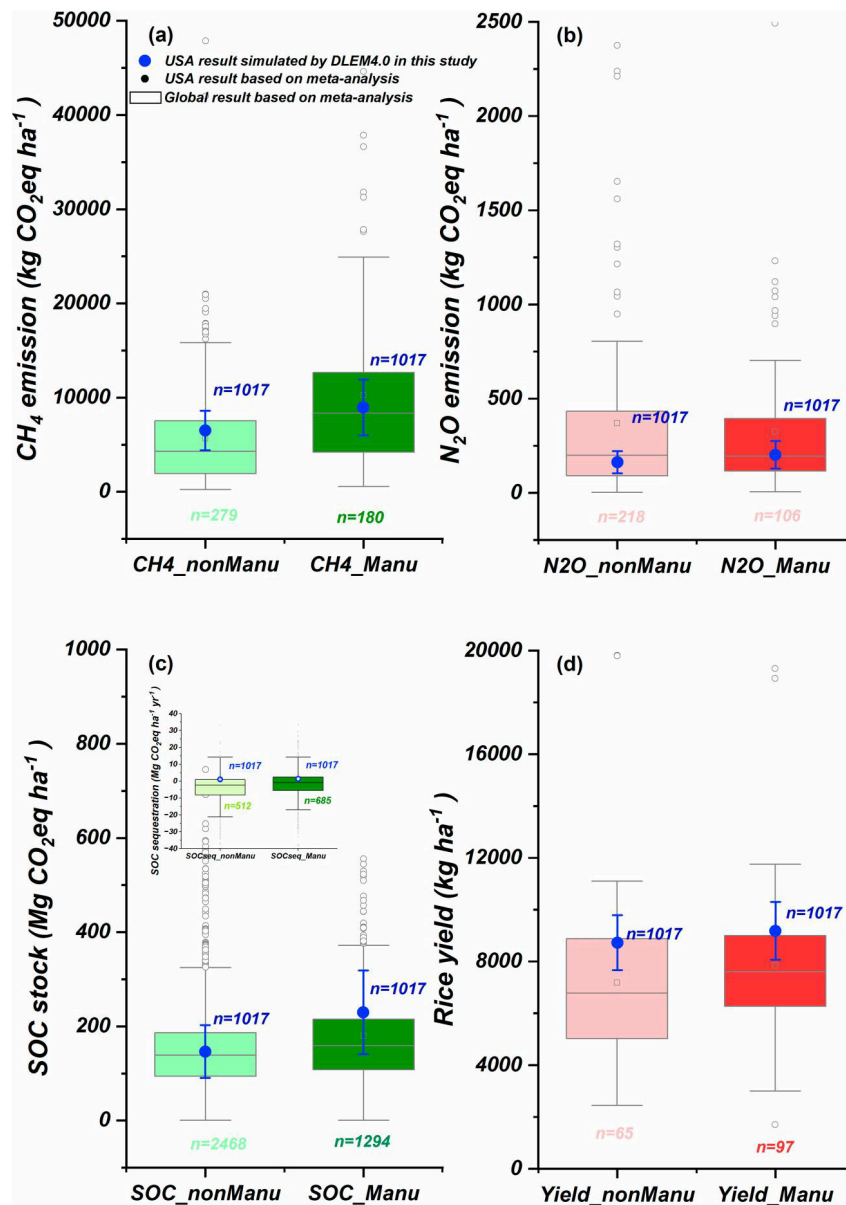 (a)
USA result simulated by DLEM4.0 in this study
USA result based on meta-analysis
Global result based on meta-analysis
CH₄ emission (kg CO₂eq ha⁻¹)
50000
40000
30000
20000
10000
0
n=1017
n=1017
n=279
n=180
CH4_nonManu
CH4_Manu
(b)
N₂O emission (kg CO₂eq ha⁻¹)
2500
2000
1500
1000
500
0
n=1017
n=1017
n=218
n=106
N2O_nonManu
N2O_Manu
(c)
SOC stock (Mg CO₂eq ha⁻¹)
1000
800
600
400
200
0
SOC sequestration (Mg CO₂eq ha⁻¹ yr⁻¹)
40
30
20
10
0
−10
−20
−30
−40
n=1017
n=1017
n=512
n=685
SOCseq_nonManu
SOCseq_Manu
n=1017
n=1017
n=2468
n=1294
SOC_nonManu
SOC_Manu
(d)
Rice yield (kg ha⁻¹)
20000
16000
12000
8000
4000
0
n=1017
n=1017
n=65
n=97
Yield_nonManu
Yield_Manu